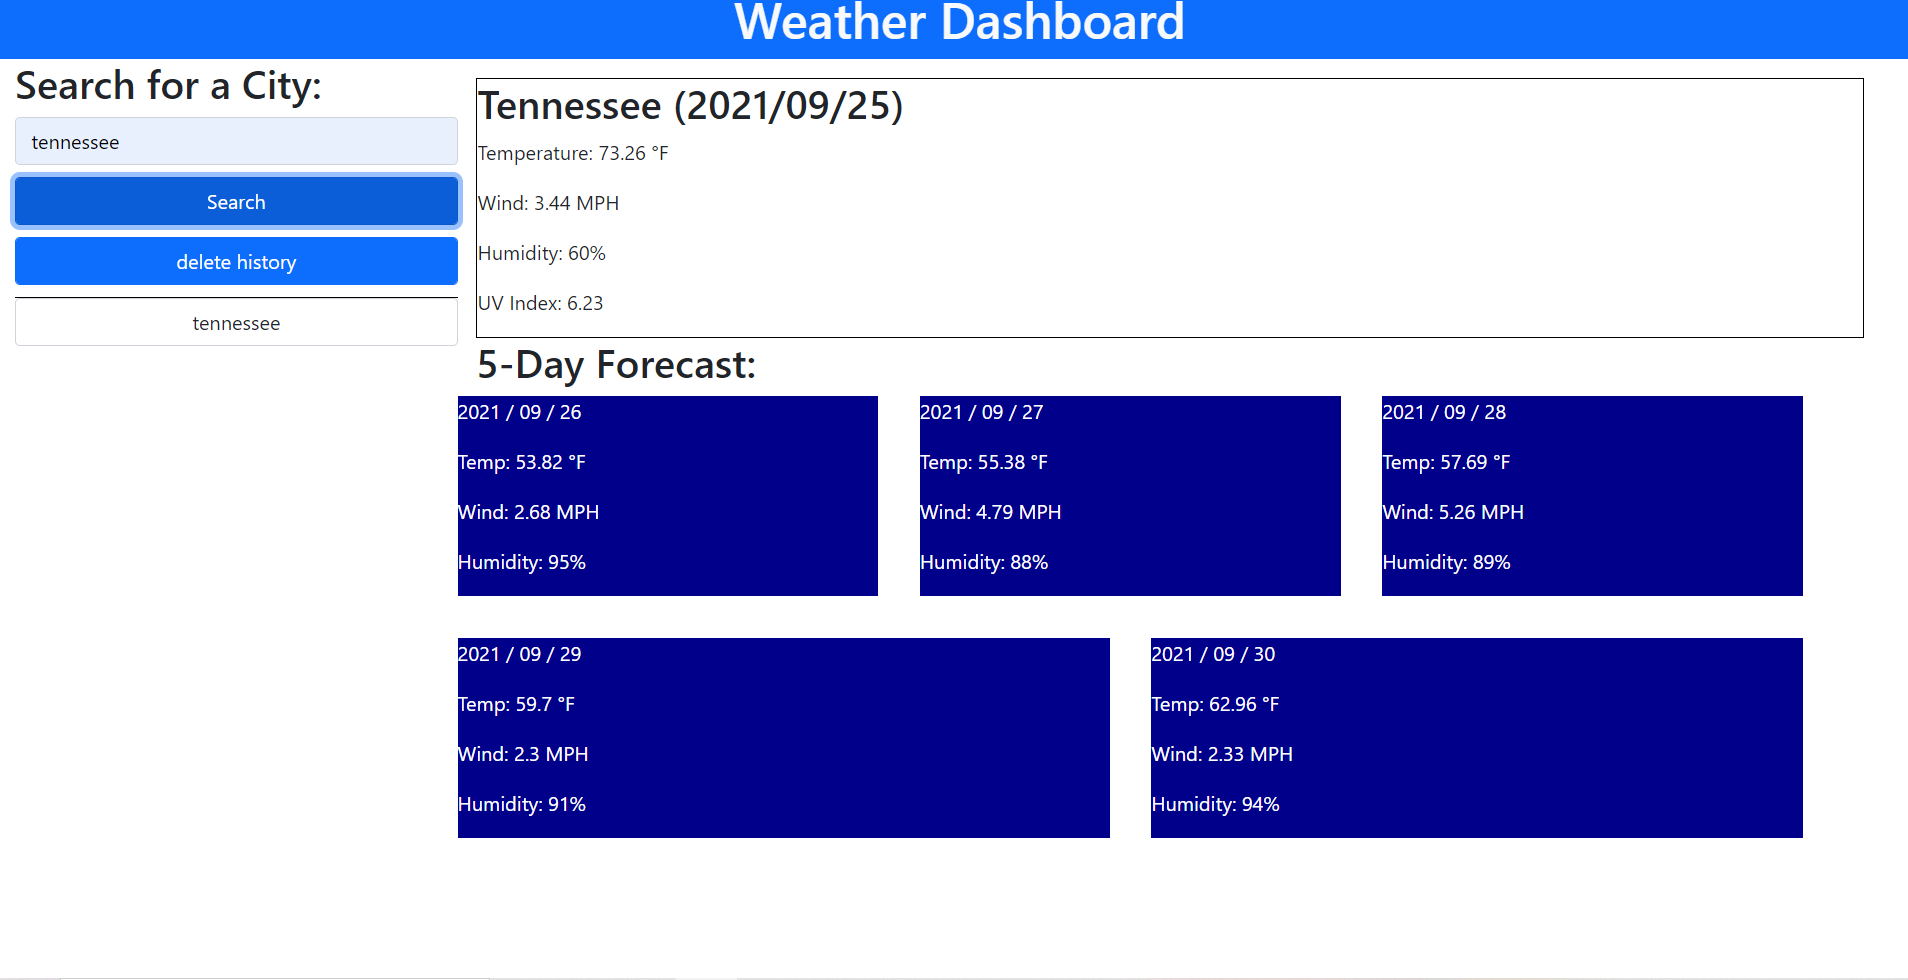 Weather Dashboard
Search for a City:
tennessee
Search
delete history
tennessee
Tennessee (2021/09/25)
Temperature: 73.26 °F
Wind: 3.44 MPH
Humidity: 60%
UV Index: 6.23
5-Day Forecast:
2021 / 09 / 26
Temp: 53.82 °F
Wind: 2.68 MPH
Humidity: 95%
2021 / 09 / 27
Temp: 55.38 °F
Wind: 4.79 MPH
Humidity: 88%
2021 / 09 / 28
Temp: 57.69 °F
Wind: 5.26 MPH
Humidity: 89%
2021 / 09 / 29
Temp: 59.7 °F
Wind: 2.3 MPH
Humidity: 91%
2021 / 09 / 30
Temp: 62.96 °F
Wind: 2.33 MPH
Humidity: 94%